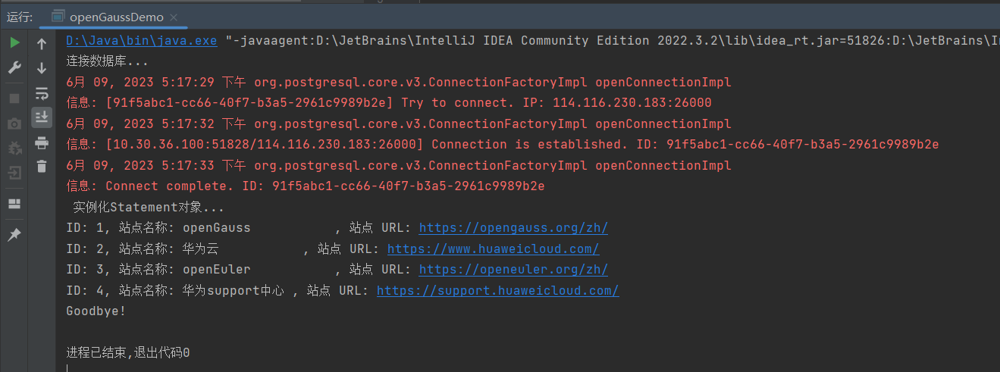 运行: openGaussDemo ×
D:\Java\bin\java.exe "-javaagent:D:\JetBrains\IntelliJ IDEA Community Edition 2022.3.2\lib\idea_rt.jar=51826:D:\JetBrains\I
连接数据库...
6月 09, 2023 5:17:29 下午 org.postgresql.core.v3.ConnectionFactoryImpl openConnectionImpl
信息: [91f5abc1-cc66-40f7-b3a5-2961c9989b2e] Try to connect. IP: 114.116.230.183:26000
6月 09, 2023 5:17:32 下午 org.postgresql.core.v3.ConnectionFactoryImpl openConnectionImpl
信息: [10.30.36.100:51828/114.116.230.183:26000] Connection is established. ID: 91f5abc1-cc66-40f7-b3a5-2961c9989b2e
6月 09, 2023 5:17:33 下午 org.postgresql.core.v3.ConnectionFactoryImpl openConnectionImpl
信息: Connect complete. ID: 91f5abc1-cc66-40f7-b3a5-2961c9989b2e
实例化Statement对象...
ID: 1, 站点名称: openGauss , 站点 URL: https://opengauss.org/zh/
ID: 2, 站点名称: 华为云 , 站点 URL: https://www.huaweicloud.com/
ID: 3, 站点名称: openEuler , 站点 URL: https://openeuler.org/zh/
ID: 4, 站点名称: 华为support中心 , 站点 URL: https://support.huaweicloud.com/
Goodbye!
进程已结束,退出代码0